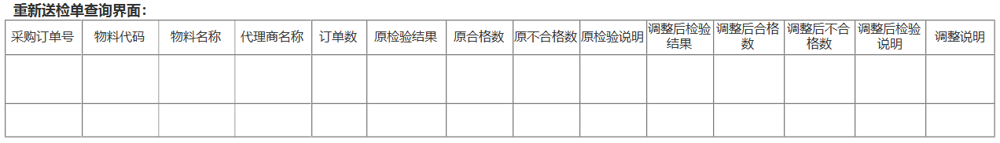 重新送检单查询界面：
采购订单号 物料代码 物料名称 代理商名称 订单数 原检验结果 原合格数 原不合格数 原检验说明 调整后检验结果 调整后合格数 调整后不合格数 调整后检验说明 调整说明